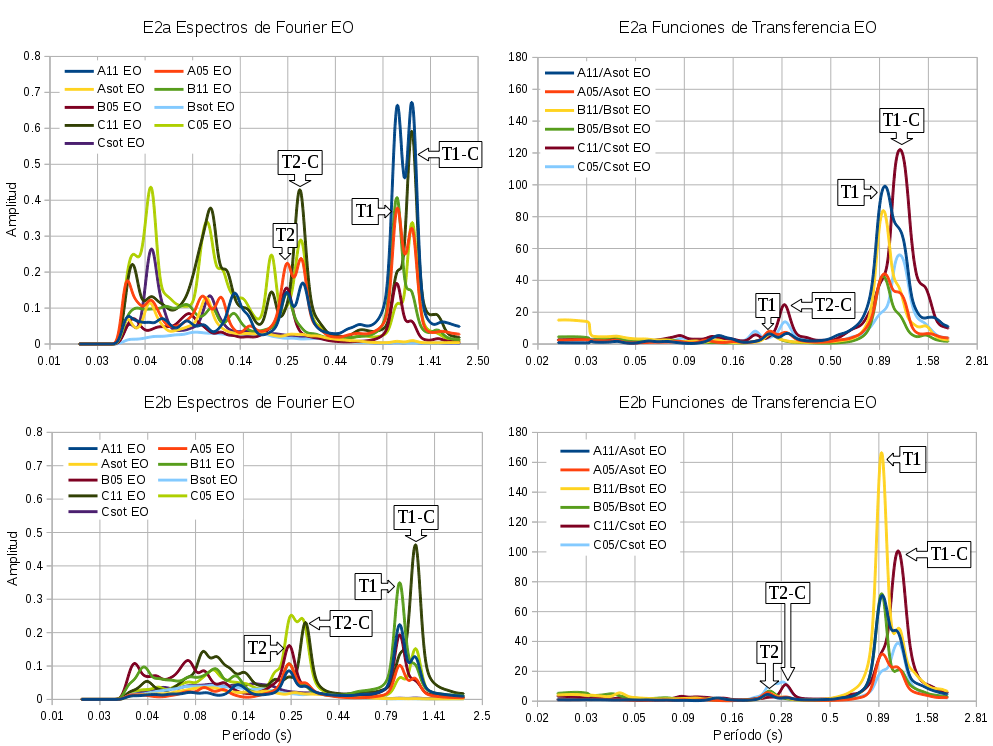 E2a Espectros de Fourier EO
0.8
0.7
0.6
0.5
0.4
0.3
0.2
0.1
0
Amplitud
A11 EO
A05 EO
Asot EO
B11 EO
B05 EO
Bsot EO
C11 EO
C05 EO
Csot EO
T2-C
T1-C
T1
T2
0.01
0.03
0.04
0.08
0.14
0.25
0.44
0.79
1.41
2.50
E2a Funciones de Transferencia EO
180
160
140
120
100
80
60
40
20
0
A11/Asot EO
A05/Asot EO
B11/Bsot EO
B05/Bsot EO
C11/Csot EO
C05/Csot EO
T1-C
T1
T1
T2-C
0.02
0.03
0.05
0.09
0.16
0.28
0.50
0.89
1.58
2.81
E2b Espectros de Fourier EO
0.8
0.7
0.6
0.5
0.4
0.3
0.2
0.1
0
Amplitud
A11 EO
A05 EO
Asot EO
B11 EO
B05 EO
Bsot EO
C11 EO
C05 EO
Csot EO
T1-C
T1
T2-C
T2
0.01
0.03
0.04
0.08
0.14
0.25
0.44
0.79
1.41
2.5
Período (s)
E2b Funciones de Transferencia EO
180
160
140
120
100
80
60
40
20
0
A11/Asot EO
A05/Asot EO
B11/Bsot EO
B05/Bsot EO
C11/Csot EO
C05/Csot EO
T1
T1-C
T2-C
T2
0.02
0.03
0.05
0.09
0.16
0.28
0.5
0.89
1.58
2.81
Período (s)